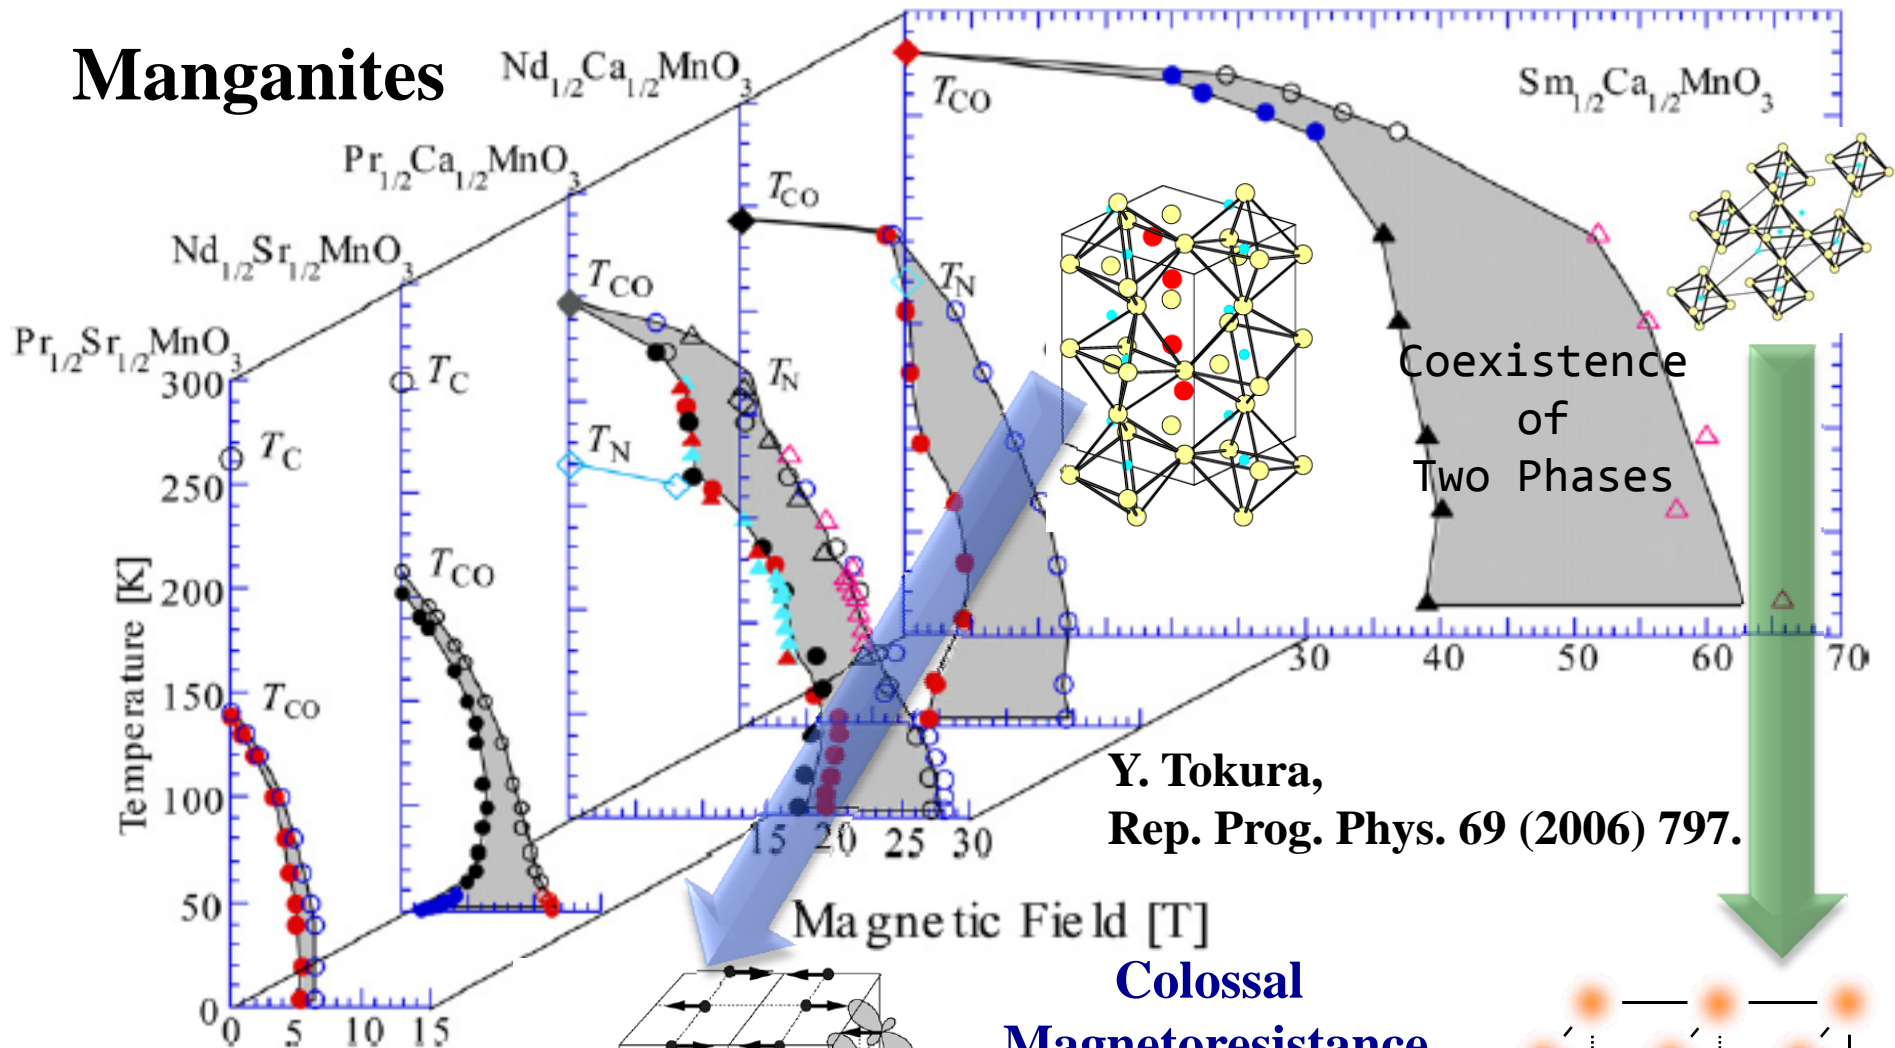 Manganites
Nd1/2Ca1/2MnO3
Sm1/2Ca1/2MnO3
TCO
Pr1/2Ca1/2MnO3
TCO
Nd1/2Sr1/2MnO3
TCO
TN
Pr1/2Sr1/2MnO3
TC
TN
Coexistence
of
Two Phases
300
TC
TN
250
TCO
200
Temperature [K]
150
TCO
30 40 50 60 70
100
Y. Tokura,
Rep. Prog. Phys. 69 (2006) 797.
15 20 25 30
50
Magnetic Field [T]
0
0 5 10 15
Colossal
Magnetoresistance